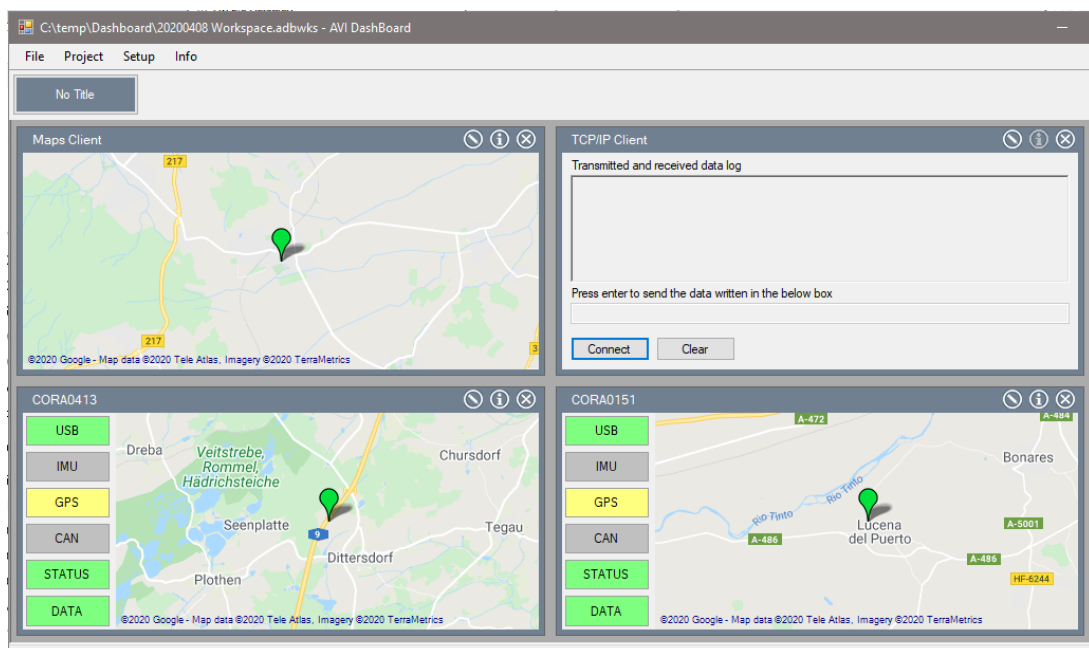 C:\temp\Dashboard\20200408 Workspace.adbwks - AVI DashBoard
File Project Setup Info
No Title
Maps Client
217
217
3
©2020 Google - Map data ©2020 Tele Atlas, Imagery ©2020 TerraMetrics
TCP/IP Client
Transmitted and received data log
Press enter to send the data written in the below box
Connect Clear
CORA0413
USB
IMU
GPS
CAN
STATUS
DATA
Dreba
Veitstrebe,
Rommel,
Hädrichsteiche
Chursdorf
Seenplatte
9
Tegau
Dittersdorf
Plothen
©2020 Google - Map data ©2020 Tele Atlas, Imagery ©2020 TerraMetrics
CORA0151
USB
IMU
GPS
CAN
STATUS
DATA
A-472
A-484
Bonares
Rio Tinto
Rio Tinto
Lucena
del Puerto
A-5001
A-486
A-486
HF-6244
©2020 Google - Map data ©2020 Tele Atlas, Imagery ©2020 TerraMetrics